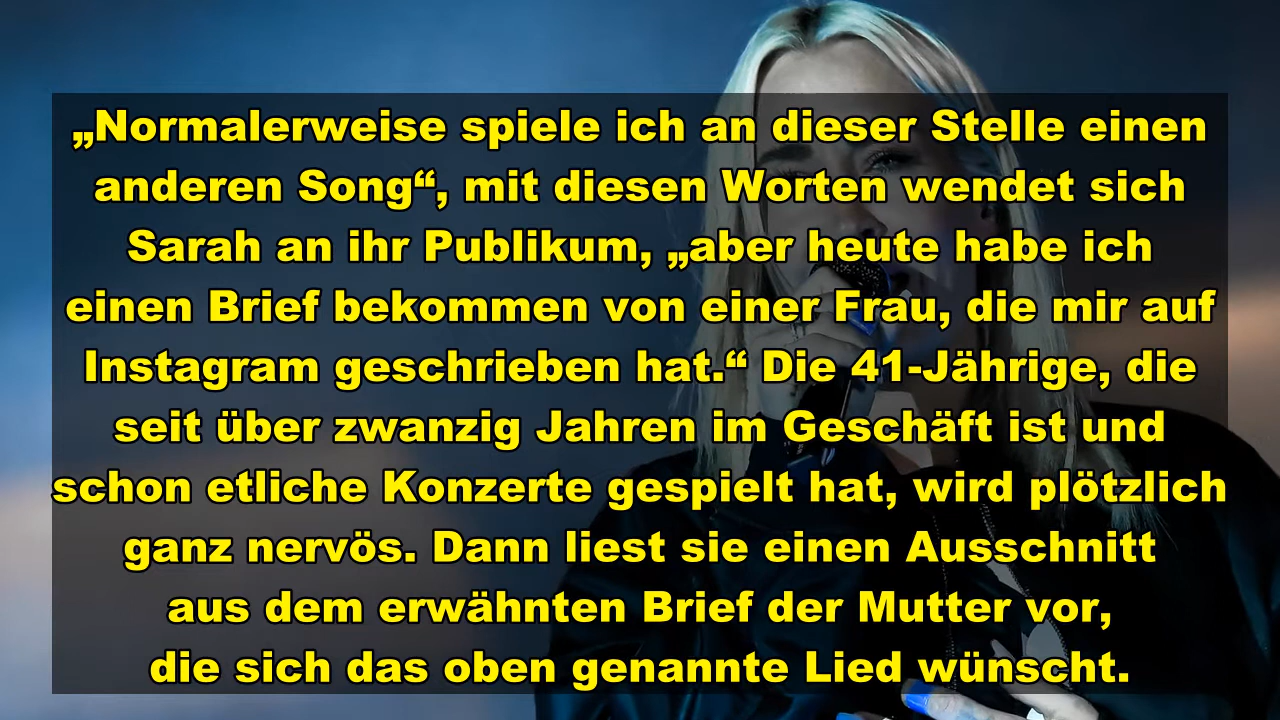 „Normalerweise spiele ich an dieser Stelle einen
anderen Song“, mit diesen Worten wendet sich
Sarah an ihr Publikum, „aber heute habe ich
einen Brief bekommen von einer Frau, die mir auf
Instagram geschrieben hat.“ Die 41-Jährige, die
seit über zwanzig Jahren im Geschäft ist und
schon etliche Konzerte gespielt hat, wird plötzlich
ganz nervös. Dann liest sie einen Ausschnitt
aus dem erwähnten Brief der Mutter vor,
die sich das oben genannte Lied wünscht.